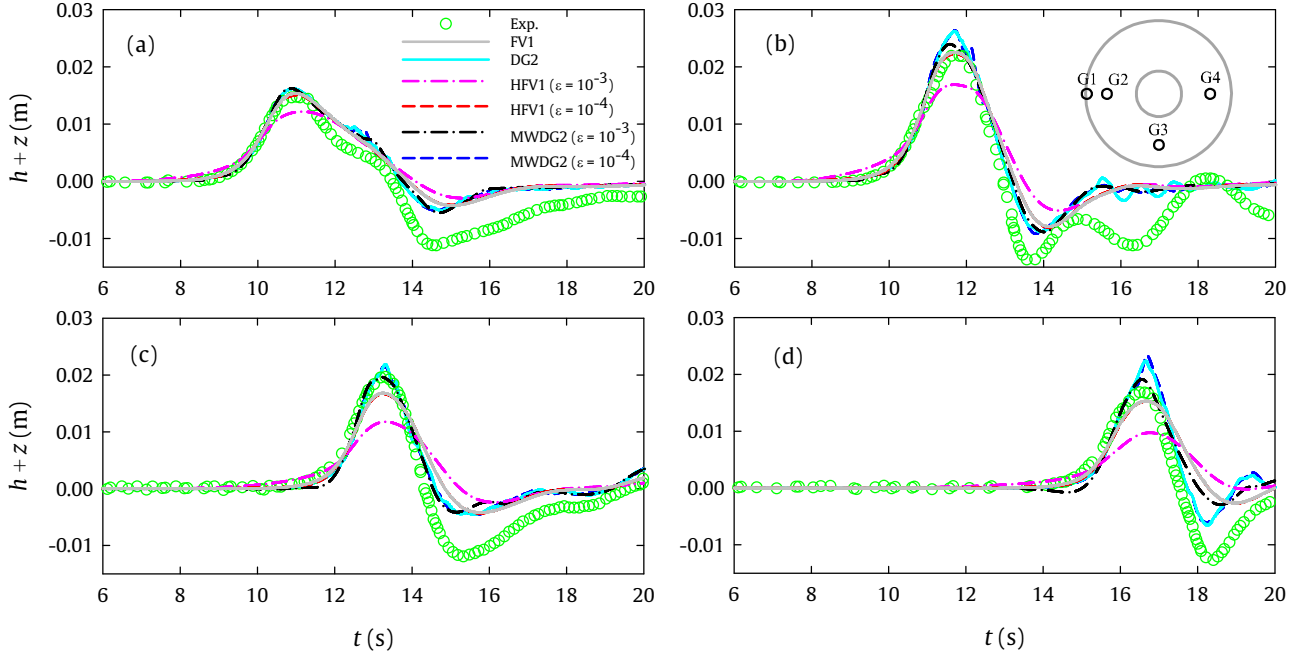 (a)
Exp.
FV1
DG2
HFV1 (ε = 10⁻³)
HFV1 (ε = 10⁻⁴)
MWDG2 (ε = 10⁻³)
MWDG2 (ε = 10⁻⁴)
h + z (m)
0.03
0.02
0.01
0.00
-0.01
6 8 10 12 14 16 18 20
(b)
G1 G2 G4
G3
0.03
0.02
0.01
0.00
-0.01
6 8 10 12 14 16 18 20
(c)
h + z (m)
0.03
0.02
0.01
0.00
-0.01
6 8 10 12 14 16 18 20
t (s)
(d)
0.03
0.02
0.01
0.00
-0.01
6 8 10 12 14 16 18 20
t (s)